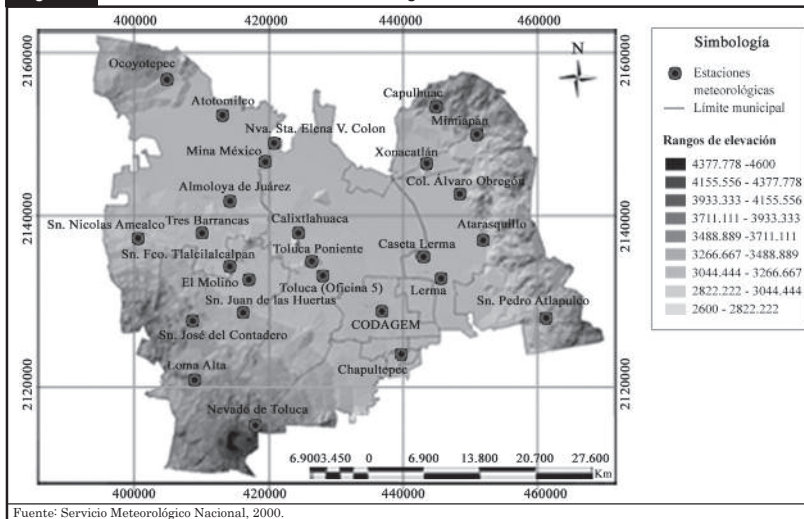 400000 420000 440000 460000
2160000
2140000
2120000
2160000
2140000
2120000
N
Ocoyotepec
Atotomilco
Nva. Sta. Elena V. Colon
Mina México
Capulhuac
Mimiapán
Xonacatlán
Col. Álvaro Obregón
Almoloya de Juárez
Sn. Nicolas Amealco
Tres Barrancas
Calixtlahuaca
Atarasquillo
Sn. Fco. Tlalcilalcalpan
Toluca Poniente
Caseta Lerma
El Molino
Toluca (Oficina 5)
Lerma
Sn. Juan de las Huertas
Sn. Pedro Atlapulco
Sn. José del Contadero
CODAGEM
Loma Alta
Chapultepec
Nevado de Toluca
6.9003.450 0 6.900 13.800 20.700 27.600
Km
400000 420000 440000 460000
Simbología
Estaciones
meteorológicas
Límite municipal
Rangos de elevación
4377.778 -4600
4155.556 - 4377.778
3933.333 - 4155.556
3711.111 - 3933.333
3488.889 -3711.111
3266.667 -3488.889
3044.444 - 3266.667
2822.222 - 3044.444
2600 - 2822.222
Fuente: Servicio Meteorológico Nacional, 2000.